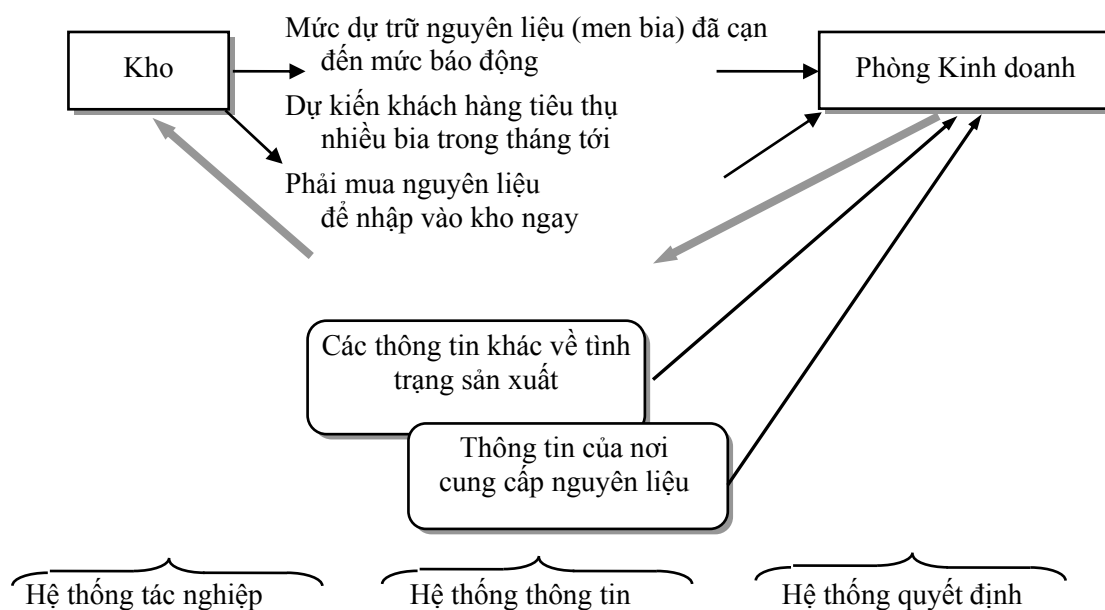 Kho
Mức dự trữ nguyên liệu (men bia) đã cạn
đến mức báo động
Dự kiến khách hàng tiêu thụ
nhiều bia trong tháng tới
Phải mua nguyên liệu
để nhập vào kho ngay
Phòng Kinh doanh
Các thông tin khác về tình
trạng sản xuất
Thông tin của nơi
cung cấp nguyên liệu
Hệ thống tác nghiệp
Hệ thống thông tin
Hệ thống quyết định